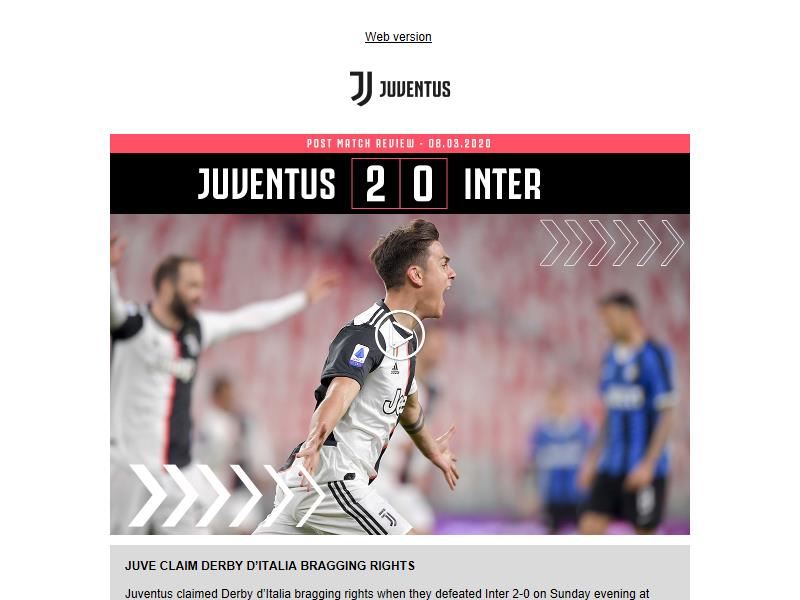 Web version
JUVENTUS
POST MATCH REVIEW - 08.03.2020
JUVENTUS 2 0 INTER
JUVE CLAIM DERBY D'ITALIA BRAGGING RIGHTS
Juventus claimed Derby d'Italia bragging rights when they defeated Inter 2-0 on Sunday evening at